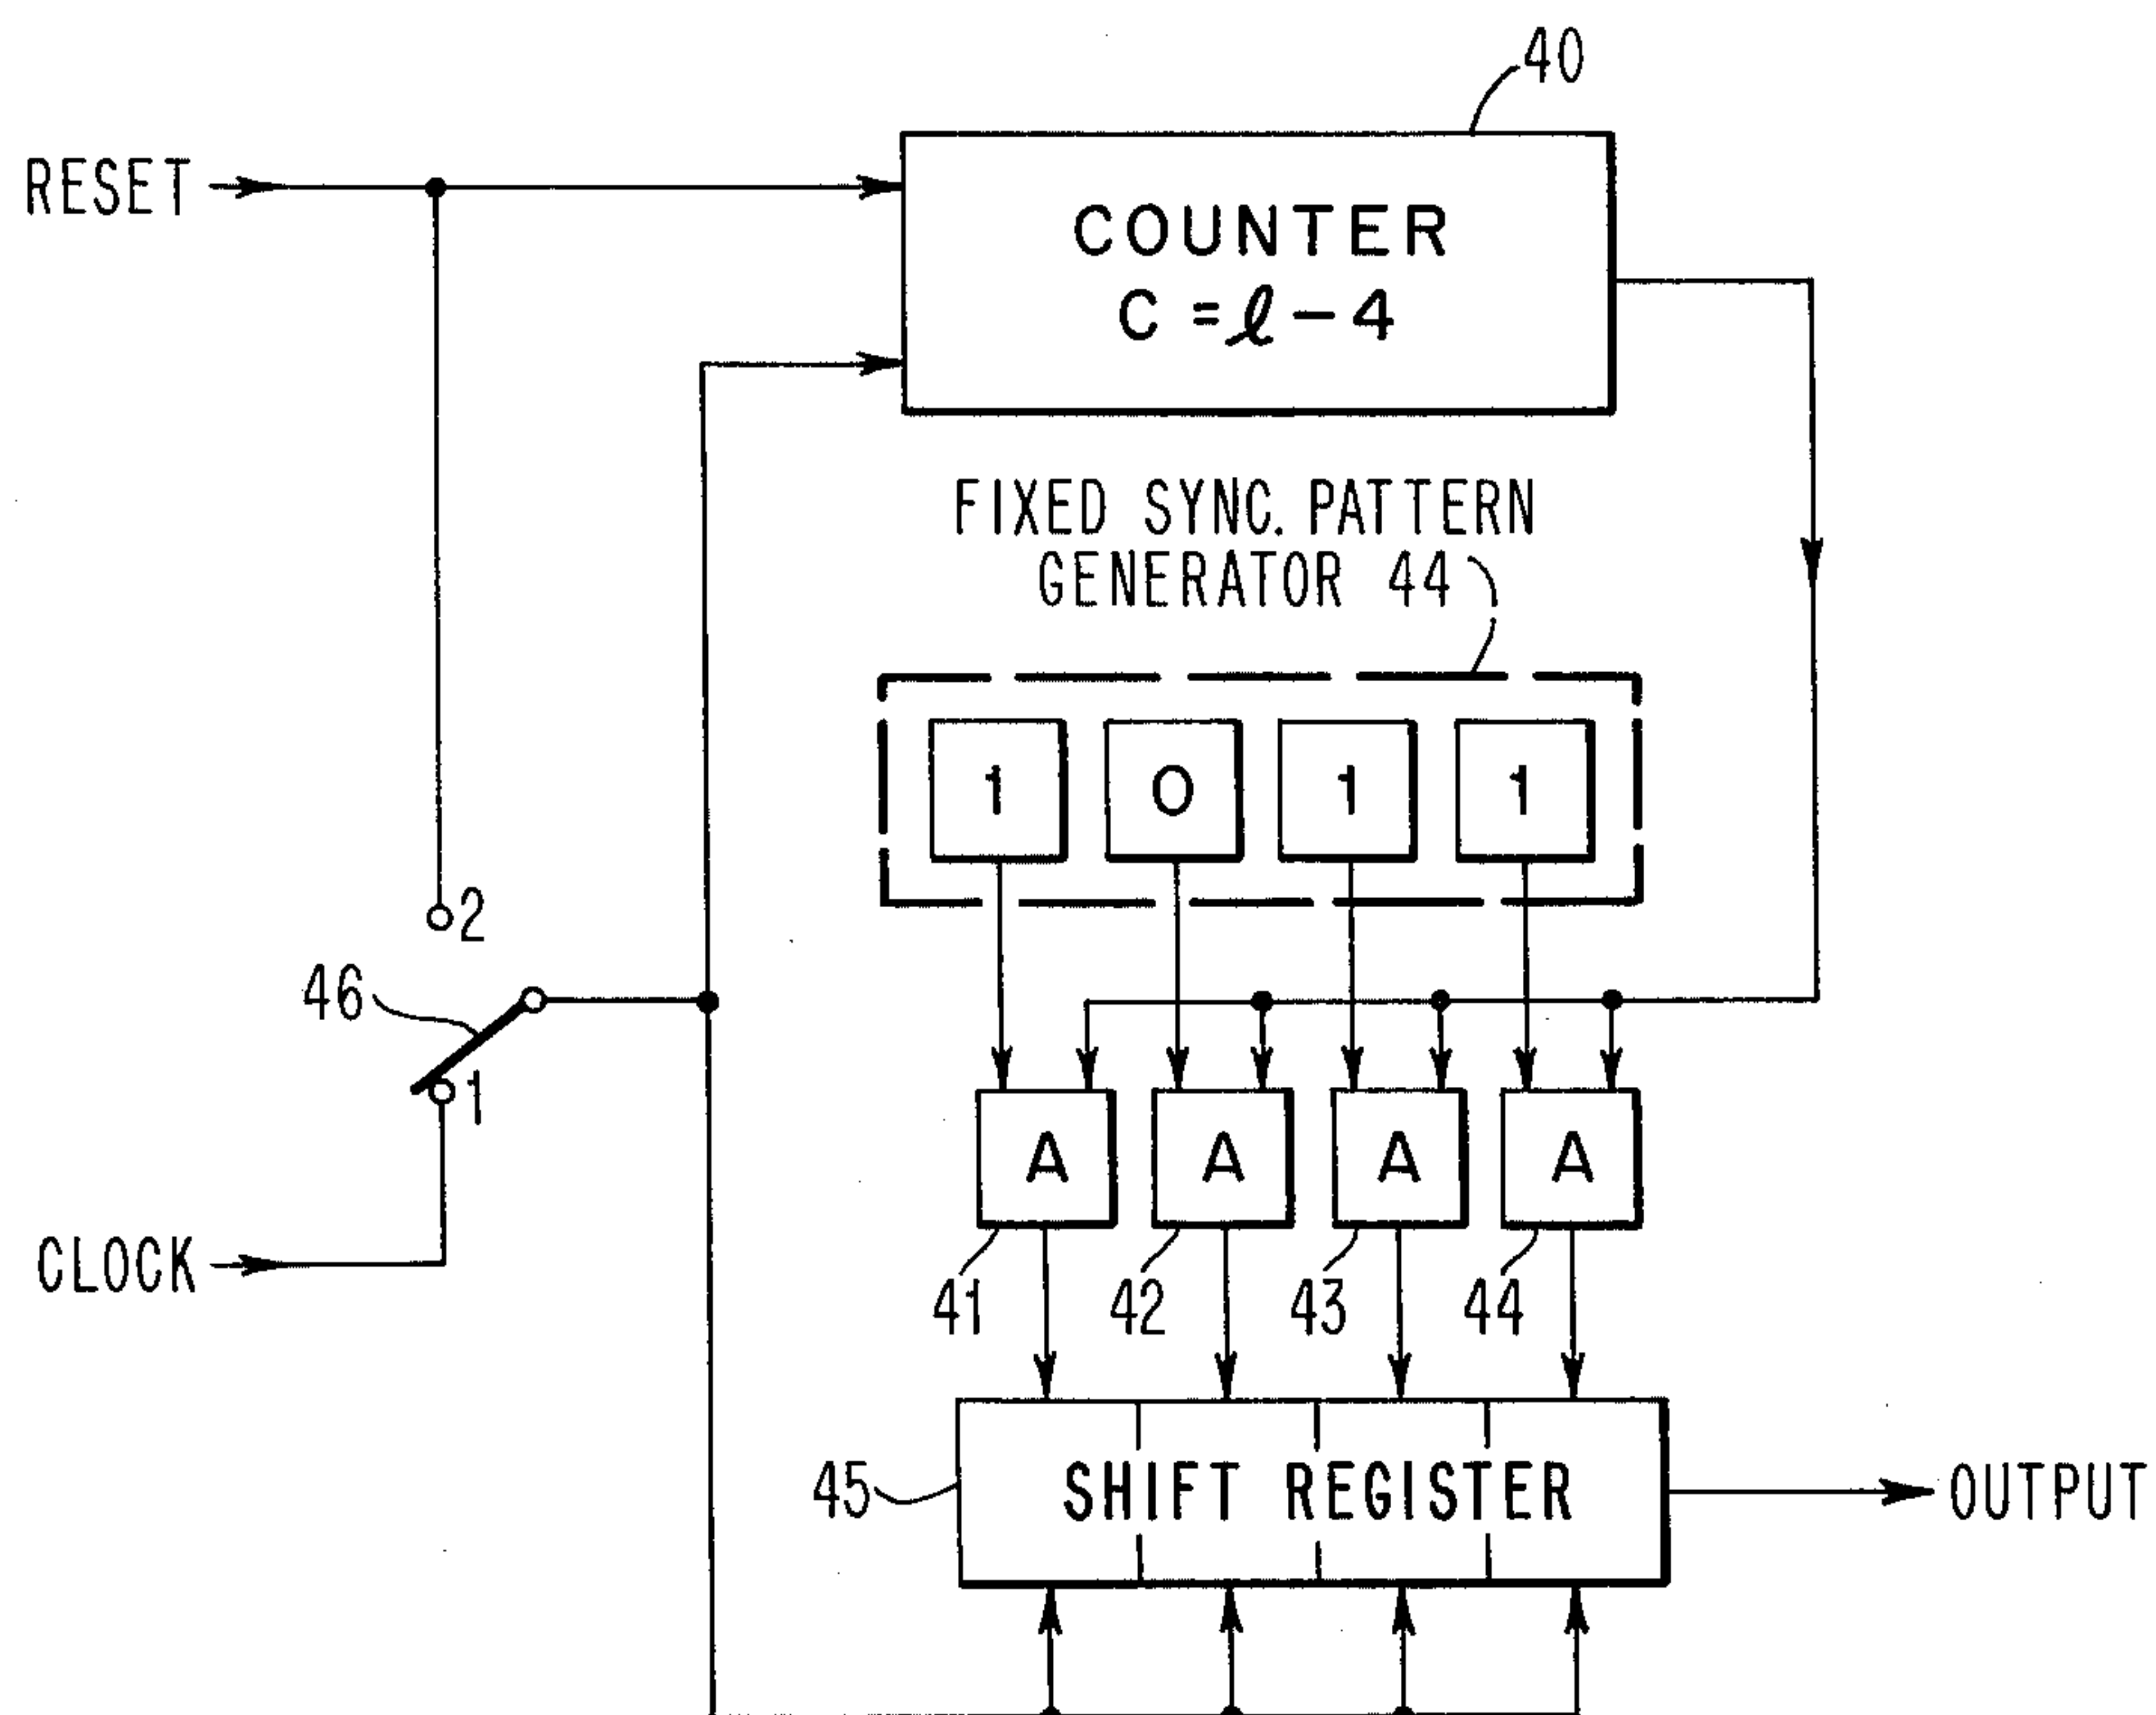 40
RESET
COUNTER
C = ℓ - 4
FIXED SYNC. PATTERN
GENERATOR 44
1 0 1 1
2
46
1
A A A A
CLOCK
41 42 43 44
45
SHIFT REGISTER
OUTPUT